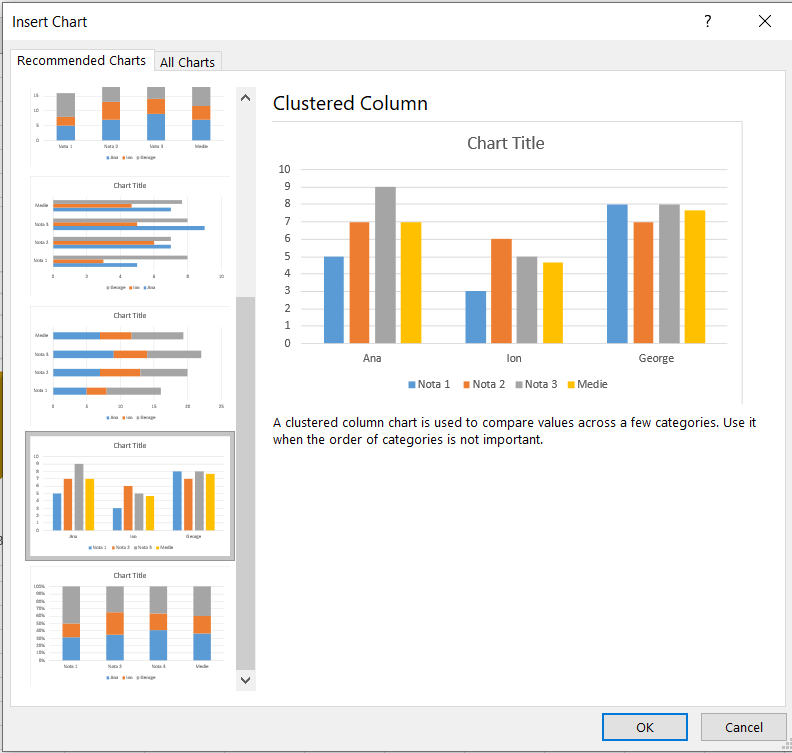 Insert Chart
?
Recommended Charts
All Charts
15
10
5
0
Nota 1 Nota 2 Nota 3 Medie
Ana Ion George
Chart Title
Medie
Nota 3
Nota 2
Nota 1
0 2 4 6 8 10
George Ion Ana
Chart Title
Medie
Nota 3
Nota 2
Nota 1
0 5 10 15 20 25
Ana Ion George
Chart Title
10
9
8
7
6
5
4
3
2
1
0
Ana Ion George
Nota 1 Nota 2 Nota 3 Medie
Chart Title
100%
90%
80%
70%
60%
50%
40%
30%
20%
10%
0%
Nota 1 Nota 2 Nota 3 Medie
Ana Ion George
Clustered Column
Chart Title
10
9
8
7
6
5
4
3
2
1
0
Ana Ion George
Nota 1 Nota 2 Nota 3 Medie
A clustered column chart is used to compare values across a few categories. Use it
when the order of categories is not important.
OK
Cancel